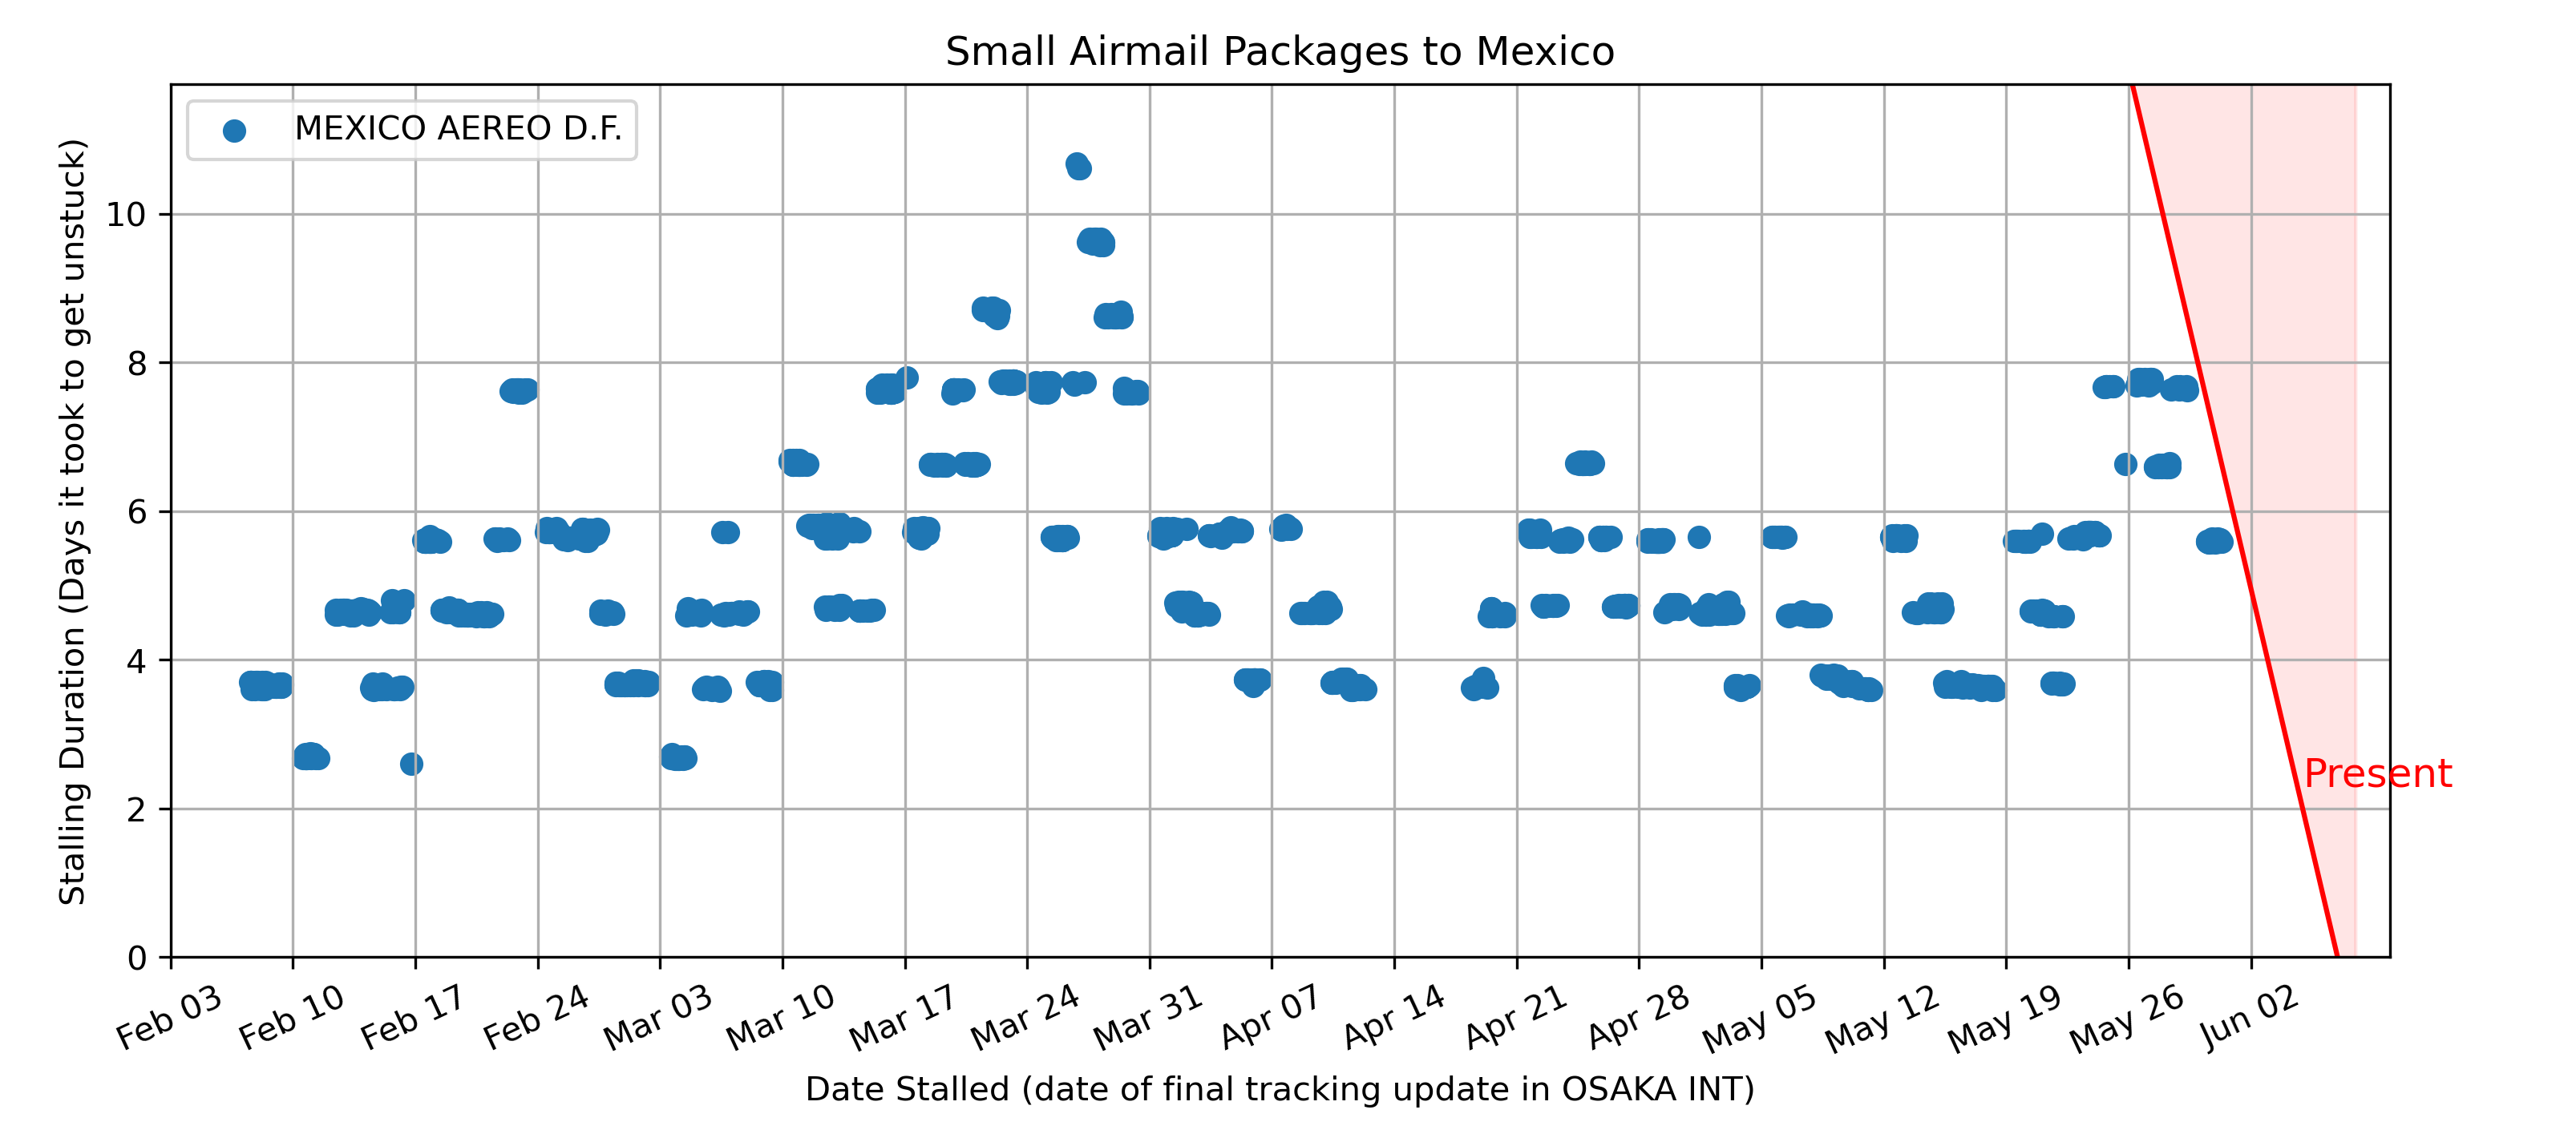 Small Airmail Packages to Mexico
MEXICO AEREO D.F.
Stalling Duration (Days it took to get unstuck)
10
8
6
4
2
0
Present
Feb 03
Feb 10
Feb 17
Feb 24
Mar 03
Mar 10
Mar 17
Mar 24
Mar 31
Apr 07
Apr 14
Apr 21
Apr 28
May 05
May 12
May 19
May 26
Jun 02
Date Stalled (date of final tracking update in OSAKA INT)